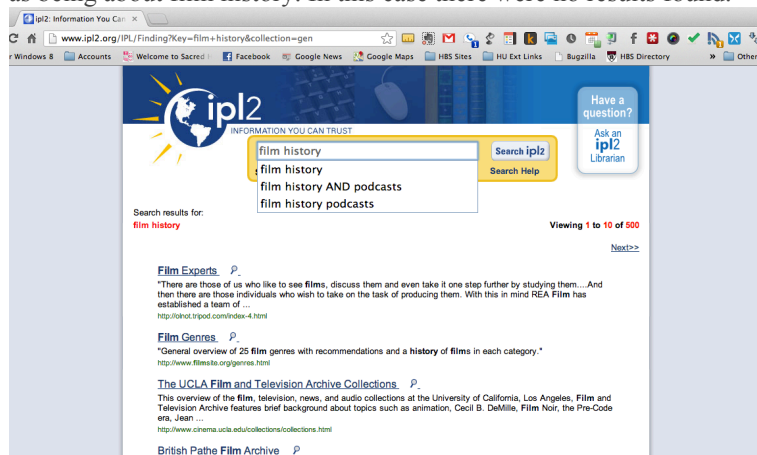 as being about film history. In this case there were no results found.
ipl2: Information You Can ×
www.ipl2.org/IPL/Finding?Key=film+history&collection=gen
r Windows 8 Accounts Welcome to Sacred Facebook Google News Google Maps HBS Sites HU Ext Links Bugzilla HBS Directory » Other
ipl2
INFORMATION YOU CAN TRUST
Have a
question?
Ask an
ipl2
Librarian
film history
Search ipl2
film history
Search Help
film history AND podcasts
film history podcasts
Search results for:
film history
Viewing 1 to 10 of 500
Next>>
Film Experts
"There are those of us who like to see films, discuss them and even take it one step further by studying them....And
then there are those individuals who wish to take on the task of producing them. With this in mind REA Film has
established a team of ...
http://olnot.tripod.com/index-4.html
Film Genres
"General overview of 25 film genres with recommendations and a history of films in each category."
http://www.filmsite.org/genres.html
The UCLA Film and Television Archive Collections
This overview of the film, television, news, and audio collections at the University of California, Los Angeles, Film and
Television Archive features brief background about topics such as animation, Cecil B. DeMille, Film Noir, the Pre-Code
era, Jean ...
http://www.cinema.ucla.edu/collections/collections.html
British Pathe Film Archive